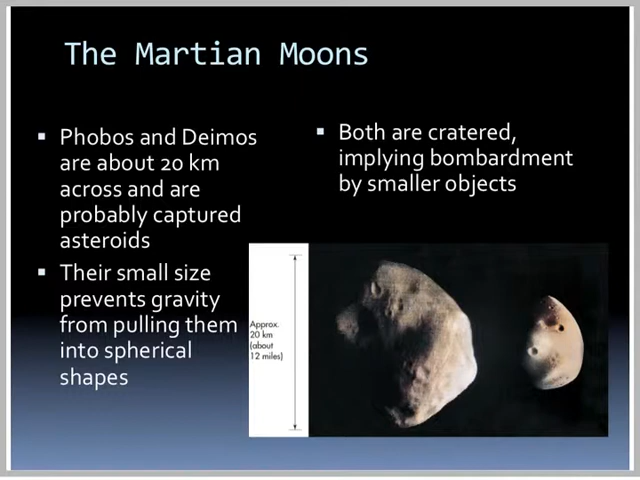 The Martian Moons
▪ Phobos and Deimos
are about 20 km
across and are
probably captured
asteroids
▪ Their small size
prevents gravity
from pulling them
into spherical
shapes
▪ Both are cratered,
implying bombardment
by smaller objects
Approx.
20 km
(about
12 miles)